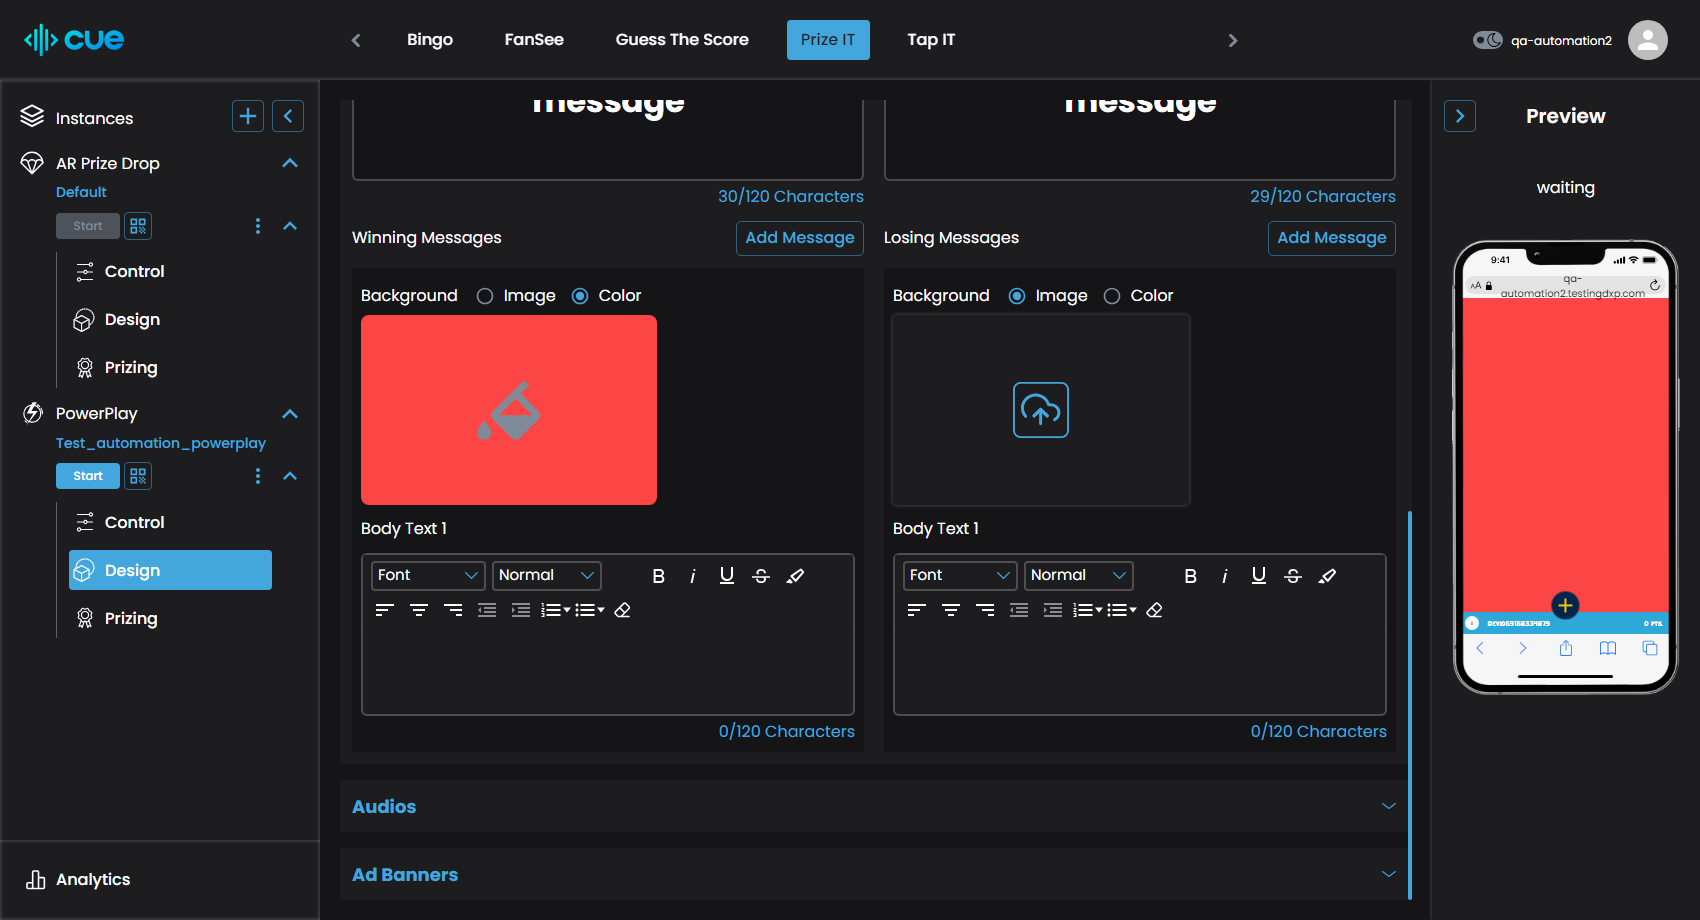 cue
Bingo
FanSee
Guess The Score
Prize IT
Tap IT
qa-automation2
Instances
AR Prize Drop
Default
Start
Control
Design
Prizing
PowerPlay
Test_automation_powerplay
Start
Control
Design
Prizing
Analytics
message
30/120 Characters
message
29/120 Characters
Winning Messages
Add Message
Background
Image
Color
Body Text 1
Font
Normal
B i U S
0/120 Characters
Losing Messages
Add Message
Background
Image
Color
Body Text 1
Font
Normal
B i U S
0/120 Characters
Audios
Ad Banners
Preview
waiting
9:41
AA
qa-
automation2.testingdxp.com
0 PTS.